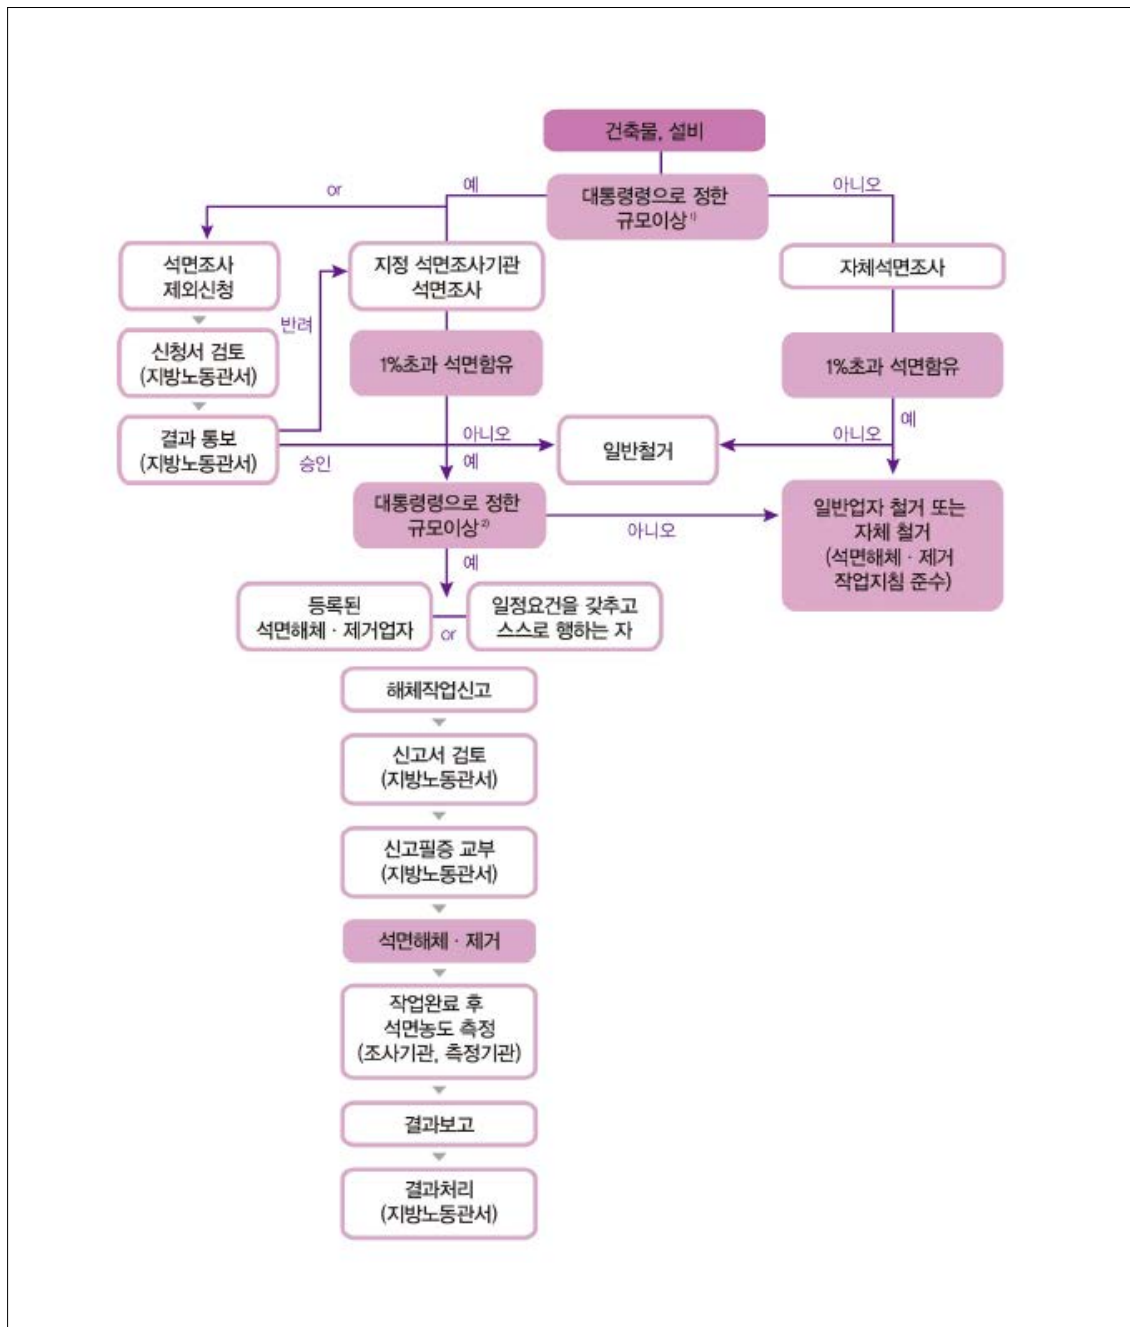 건축물, 설비
예
아니오
or
대통령령으로 정한
규모이상 1)
석면조사
제외신청
지정 석면조사기관
석면조사
자체석면조사
반려
신청서 검토
(지방노동관서)
1%초과 석면함유
1%초과 석면함유
결과 통보
(지방노동관서)
승인
아니오
일반철거
아니오
예
예
대통령령으로 정한
규모이상 2)
아니오
일반업자 철거 또는
자체 철거
(석면해체 · 제거
작업지침 준수)
예
등록된
석면해체 · 제거업자
or
일정요건을 갖추고
스스로 행하는 자
해체작업신고
신고서 검토
(지방노동관서)
신고필증 교부
(지방노동관서)
석면해체 · 제거
작업완료 후
석면농도 측정
(조사기관, 측정기관)
결과보고
결과처리
(지방노동관서)